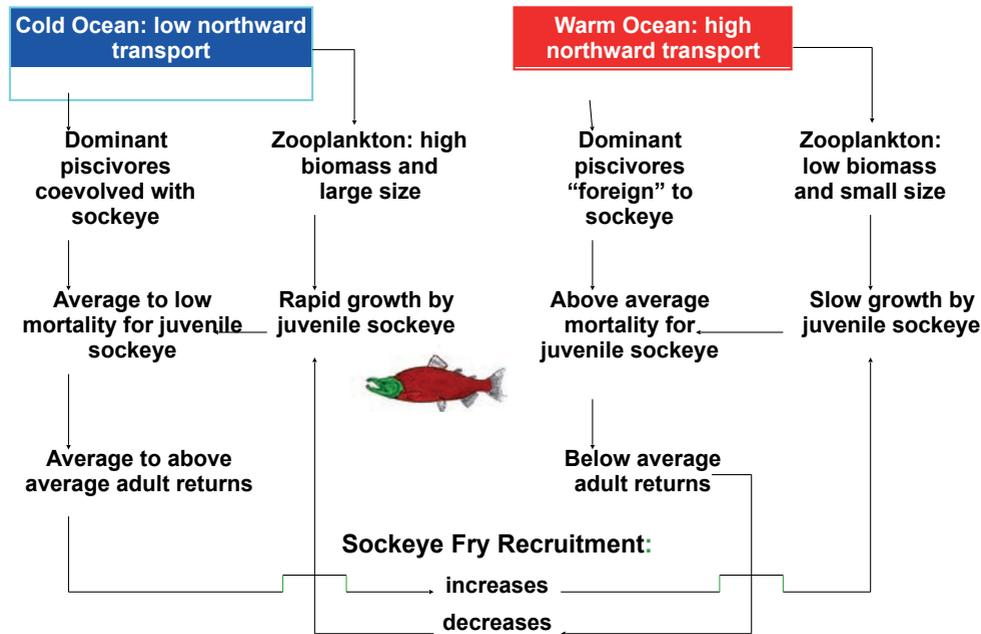 Cold Ocean: low northward
transport
Warm Ocean: high
northward transport
Dominant
piscivores
coevolved with
sockeye
Zooplankton: high
biomass and
large size
Dominant
piscivores
“foreign” to
sockeye
Zooplankton:
low biomass
and small size
Average to low
mortality for juvenile
sockeye
Rapid growth by
juvenile sockeye
Above average
mortality for
juvenile sockeye
Slow growth by
juvenile sockeye
Average to above
average adult returns
Below average
adult returns
Sockeye Fry Recruitment:
increases
decreases